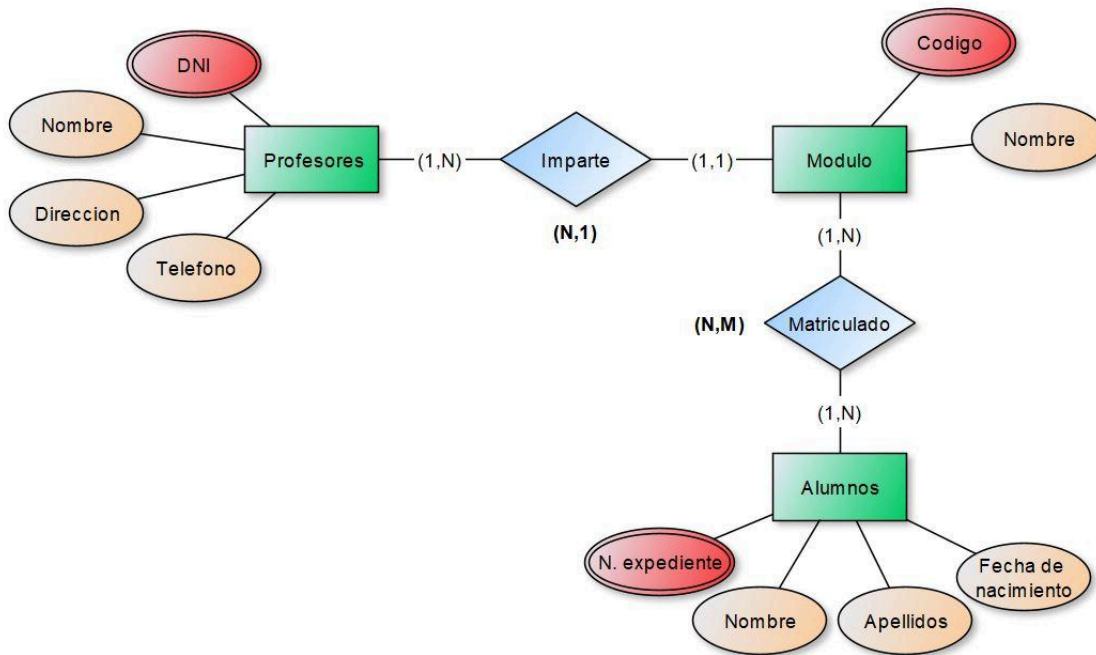 DNI
Nombre
Direccion
Telefono
Profesores
(1,N)
Imparte
(N,1)
(1,1)
Modulo
Codigo
Nombre
(1,N)
(N,M)
Matriculado
(1,N)
Alumnos
N. expediente
Nombre
Apellidos
Fecha de
nacimiento